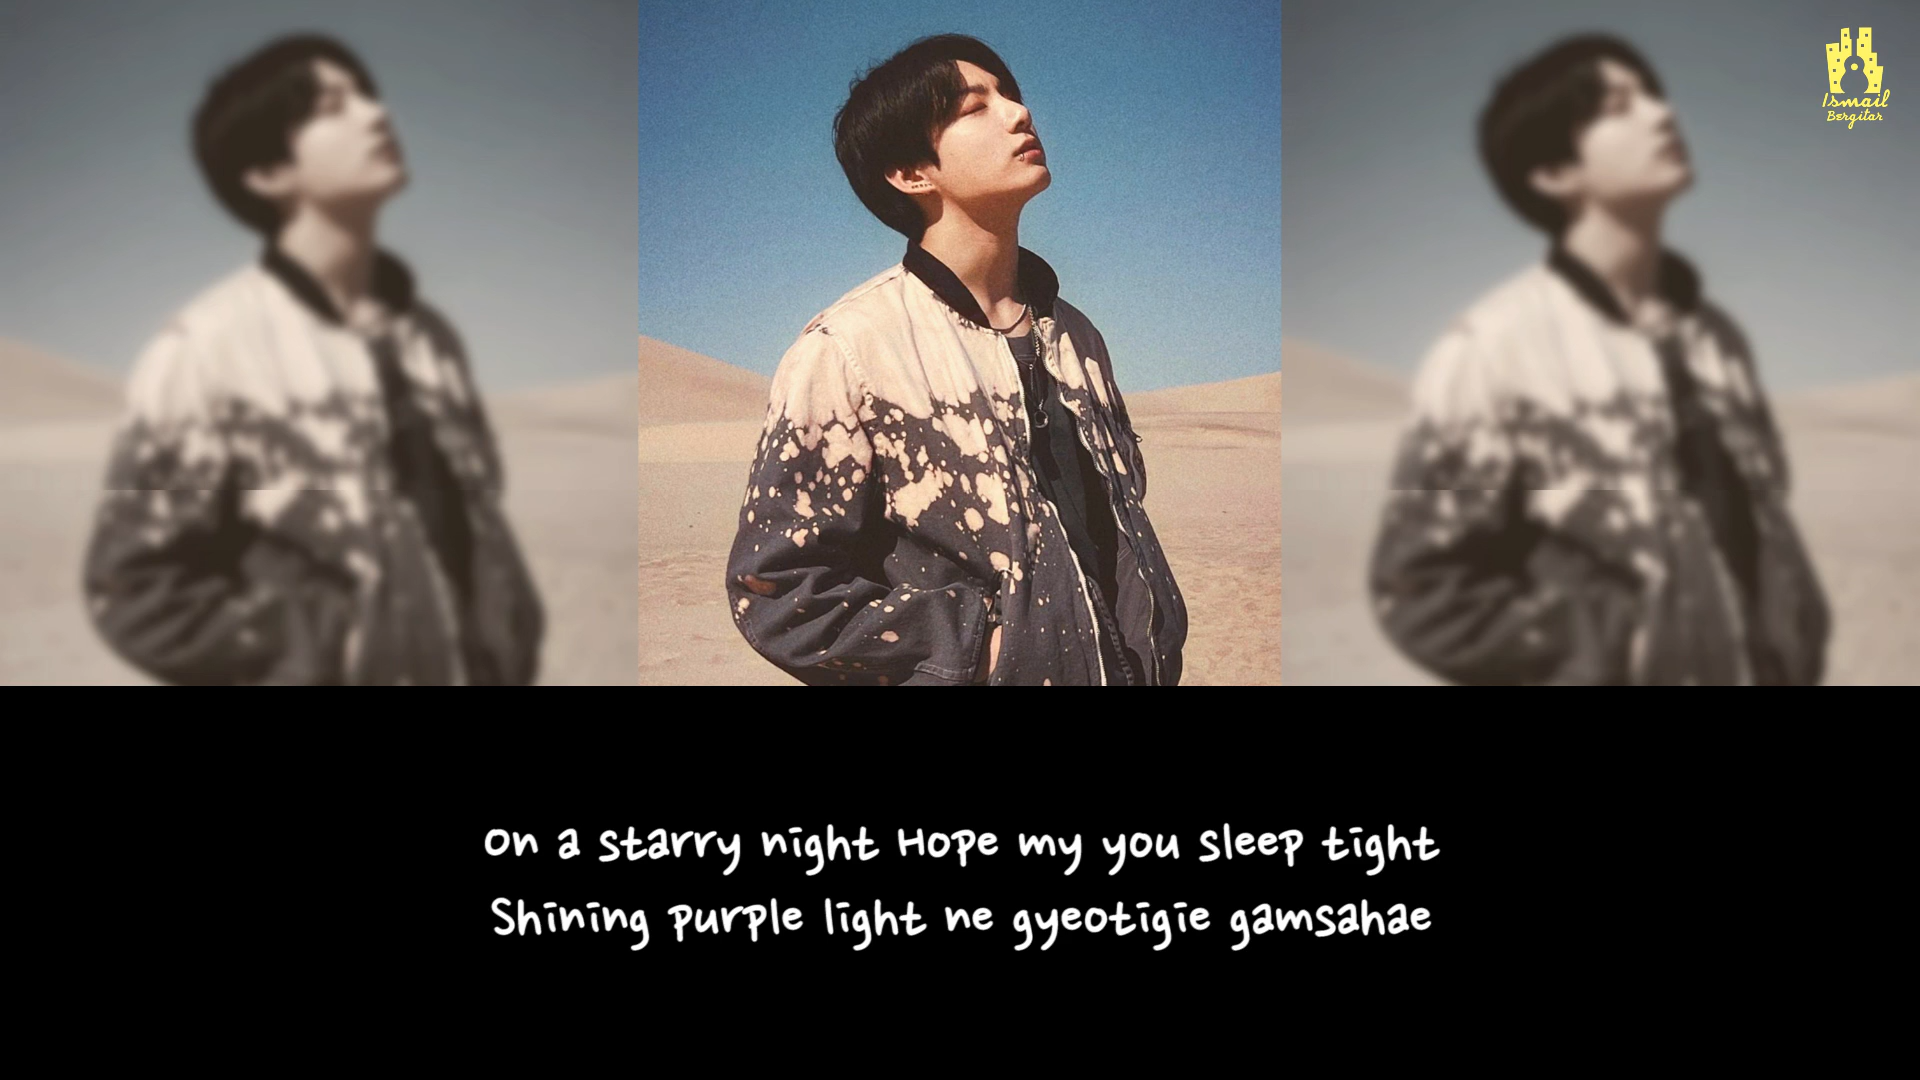 Ismail
Bergitar
On a starry night Hope my you sleep tight
Shining purple light ne gyeotigie gamsahae